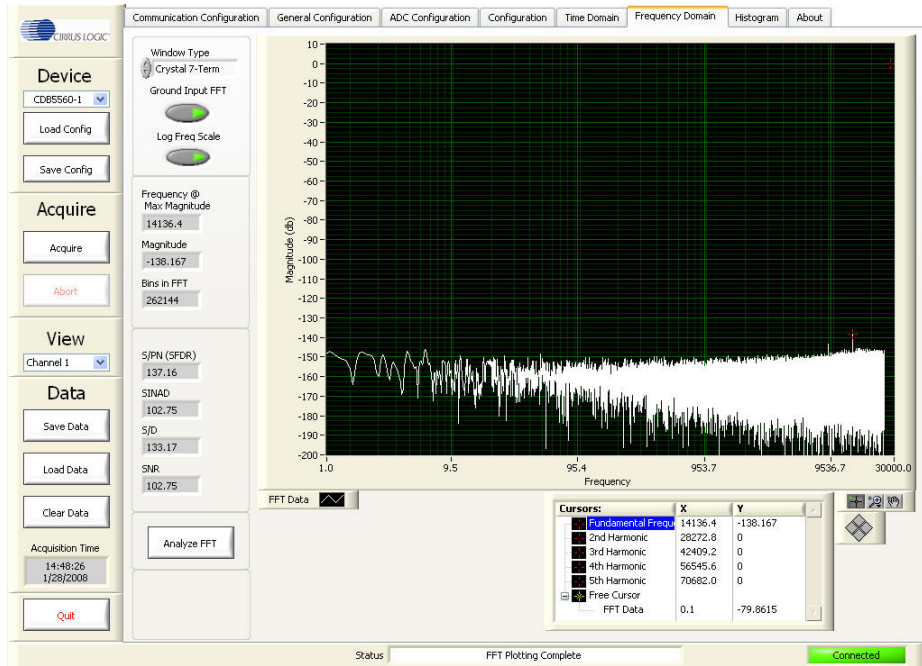 CIRRUS LOGIC
Device
CDB5560-1
Load Config
Save Config
Acquire
Acquire
Abort
View
Channel 1
Data
Save Data
Load Data
Clear Data
Acquisition Time
14:48:26
1/28/2008
Quit
Communication Configuration General Configuration ADC Configuration Configuration Time Domain Frequency Domain Histogram About
Window Type
Crystal 7-Term
Ground Input FFT
Log Freq Scale
Frequency @
Max Magnitude
14136.4
Magnitude
-138.167
Bins in FFT
262144
S/PN (SFDR)
137.16
SINAD
102.75
S/D
133.17
SNR
102.75
Analyze FFT
Magnitude (db)
10
0
-10
-20
-30
-40
-50
-60
-70
-80
-90
-100
-110
-120
-130
-140
-150
-160
-170
-180
-190
-200
1.0 9.5 95.4 953.7 9536.7 30000.0
Frequency
FFT Data
Cursors: X Y
Fundamental Frequ 14136.4 -138.167
2nd Harmonic 28272.8 0
3rd Harmonic 42409.2 0
4th Harmonic 56545.6 0
5th Harmonic 70682.0 0
Free Cursor
FFT Data 0.1 -79.8615
Status FFT Plotting Complete Connected